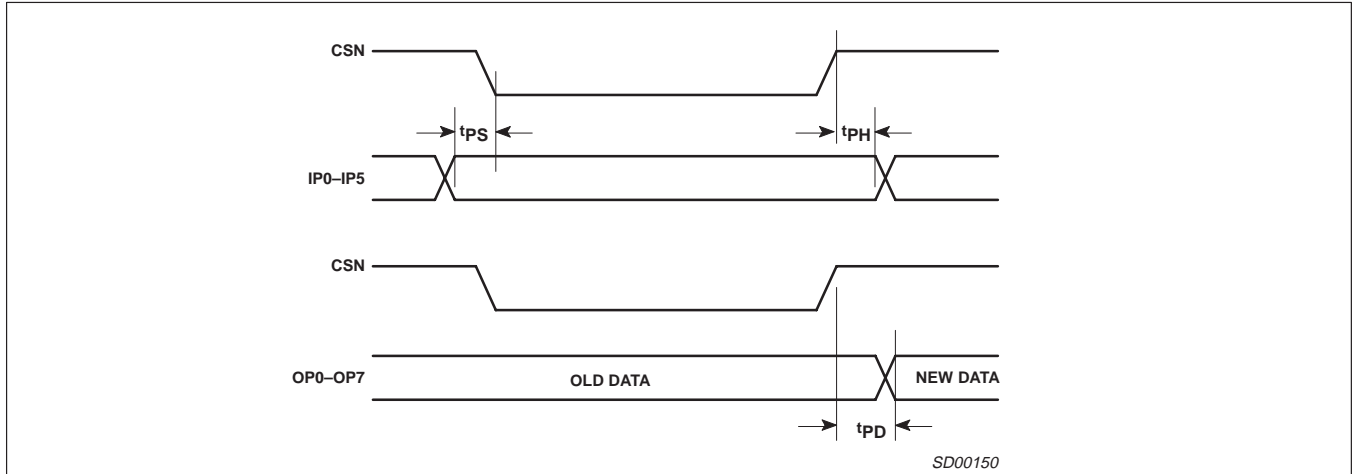 CSN
tPS
tPH
IP0–IP5
CSN
OP0–OP7 OLD DATA NEW DATA
tPD
SD00150